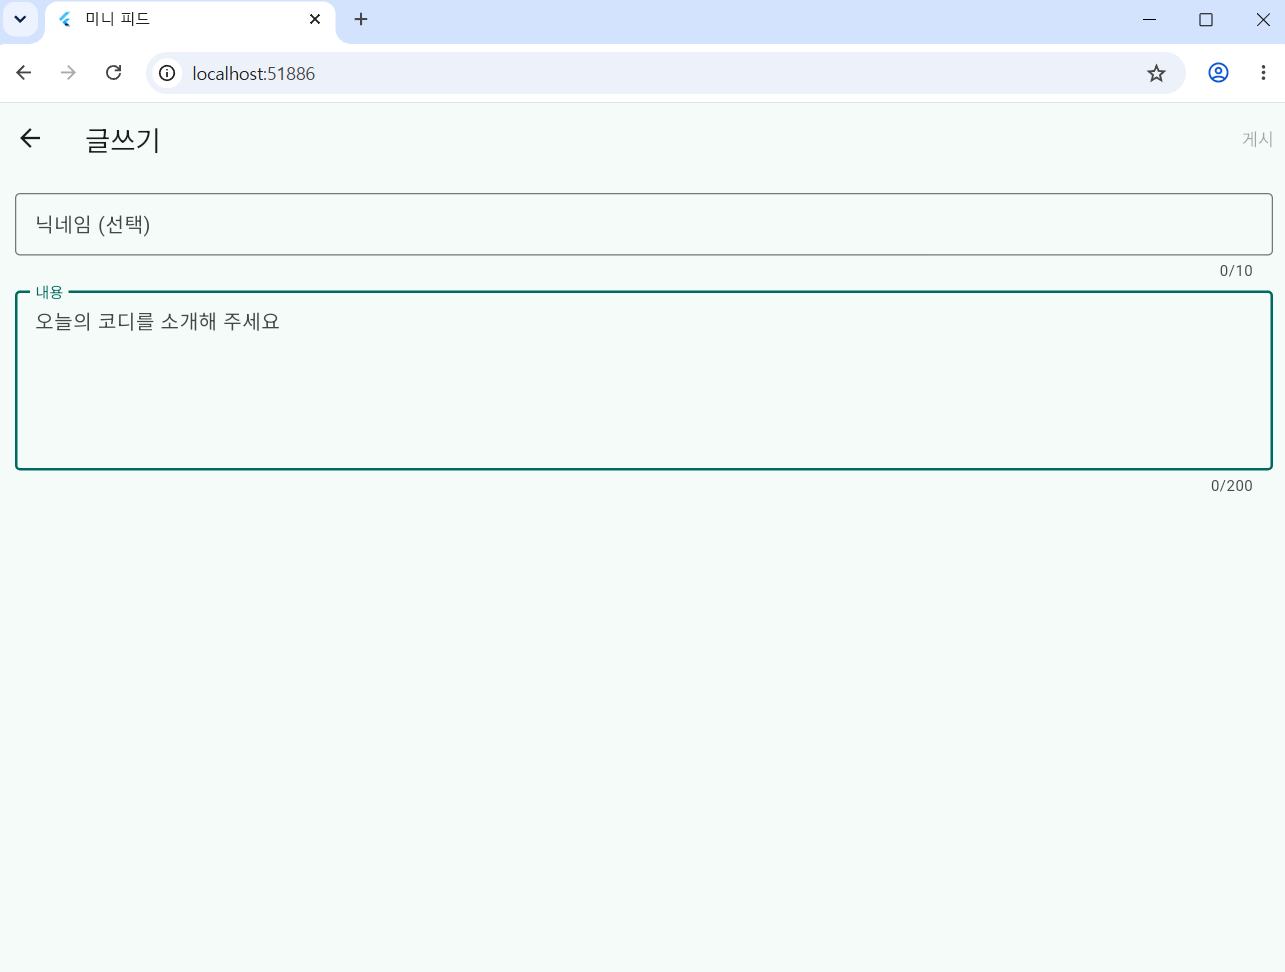 미니 피드
localhost:51886
글쓰기
게시
닉네임 (선택)
0/10
내용
오늘의 코디를 소개해 주세요
0/200